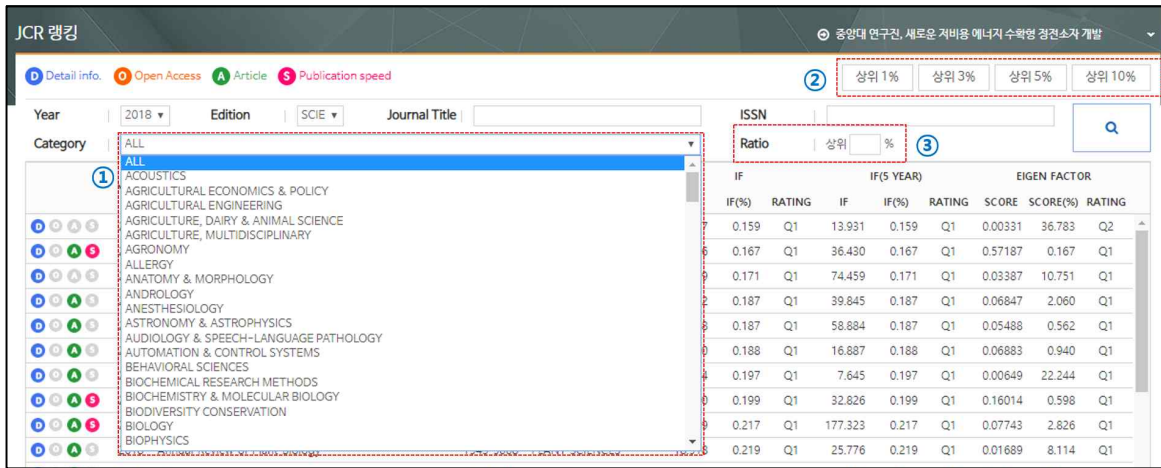 JCR 랭킹
중앙대 연구진, 새로운 저비용 에너지 수확형 정전소자 개발
D Detail info. O Open Access A Article S Publication speed
② 상위 1% 상위 3% 상위 5% 상위 10%
Year 2018 Edition SCIE Journal Title ISSN
Category ALL Ratio 상위 % ③
①
ALL
ACOUSTICS
AGRICULTURAL ECONOMICS & POLICY
AGRICULTURAL ENGINEERING
AGRICULTURE, DAIRY & ANIMAL SCIENCE
AGRICULTURE, MULTIDISCIPLINARY
AGRONOMY
ALLERGY
ANATOMY & MORPHOLOGY
ANDROLOGY
ANESTHESIOLOGY
ASTRONOMY & ASTROPHYSICS
AUDIOLOGY & SPEECH-LANGUAGE PATHOLOGY
AUTOMATION & CONTROL SYSTEMS
BEHAVIORAL SCIENCES
BIOCHEMICAL RESEARCH METHODS
BIOCHEMISTRY & MOLECULAR BIOLOGY
BIODIVERSITY CONSERVATION
BIOLOGY
BIOPHYSICS
IF IF(5 YEAR) EIGEN FACTOR
IF(%) RATING IF IF(%) RATING SCORE SCORE(%) RATING
D O A S 0.159 Q1 13.931 0.159 Q1 0.00331 36.783 Q2
D O A S 0.167 Q1 36.430 0.167 Q1 0.57187 0.167 Q1
D O A S 0.171 Q1 74.459 0.171 Q1 0.03387 10.751 Q1
D O A S 0.187 Q1 39.845 0.187 Q1 0.06847 2.060 Q1
D O A S 0.187 Q1 58.884 0.187 Q1 0.05488 0.562 Q1
D O A S 0.188 Q1 16.887 0.188 Q1 0.06883 0.940 Q1
D O A S 0.197 Q1 7.645 0.197 Q1 0.00649 22.244 Q1
D O A S 0.199 Q1 32.826 0.199 Q1 0.16014 0.598 Q1
D O A S 0.217 Q1 177.323 0.217 Q1 0.07743 2.826 Q1
D O A S 0.219 Q1 25.776 0.219 Q1 0.01689 8.114 Q1